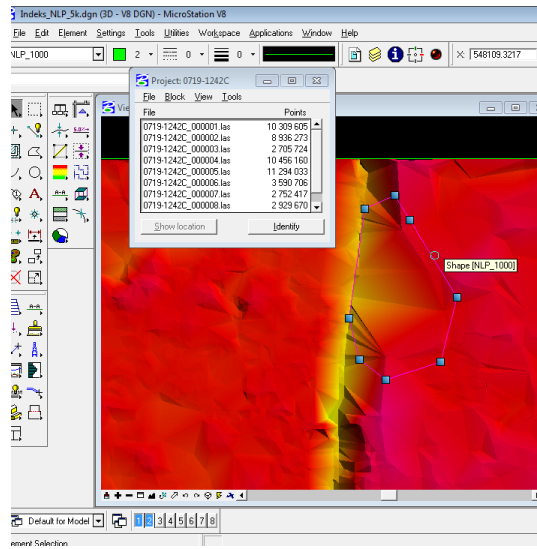 Indeks_NLP_5k.dgn (3D - V8 DGN) - MicroStation V8
File Edit Element Settings Tools Utilities Workspace Applications Window Help
NLP_1000 2 0 0 X: 548109.3217
Project: 0719-1242C
File Block View Tools
File Points
0719-1242C_000001.las 10 309 605
0719-1242C_000002.las 8 936 273
0719-1242C_000003.las 2 705 724
0719-1242C_000004.las 10 456 160
0719-1242C_000005.las 11 294 033
0719-1242C_000006.las 3 590 706
0719-1242C_000007.las 2 752 417
0719-1242C_000008.las 2 929 670
Show location Identify
Vie
Shape [NLP_1000]
Default for Model 1 2 3 4 5 6 7 8
ement Selection